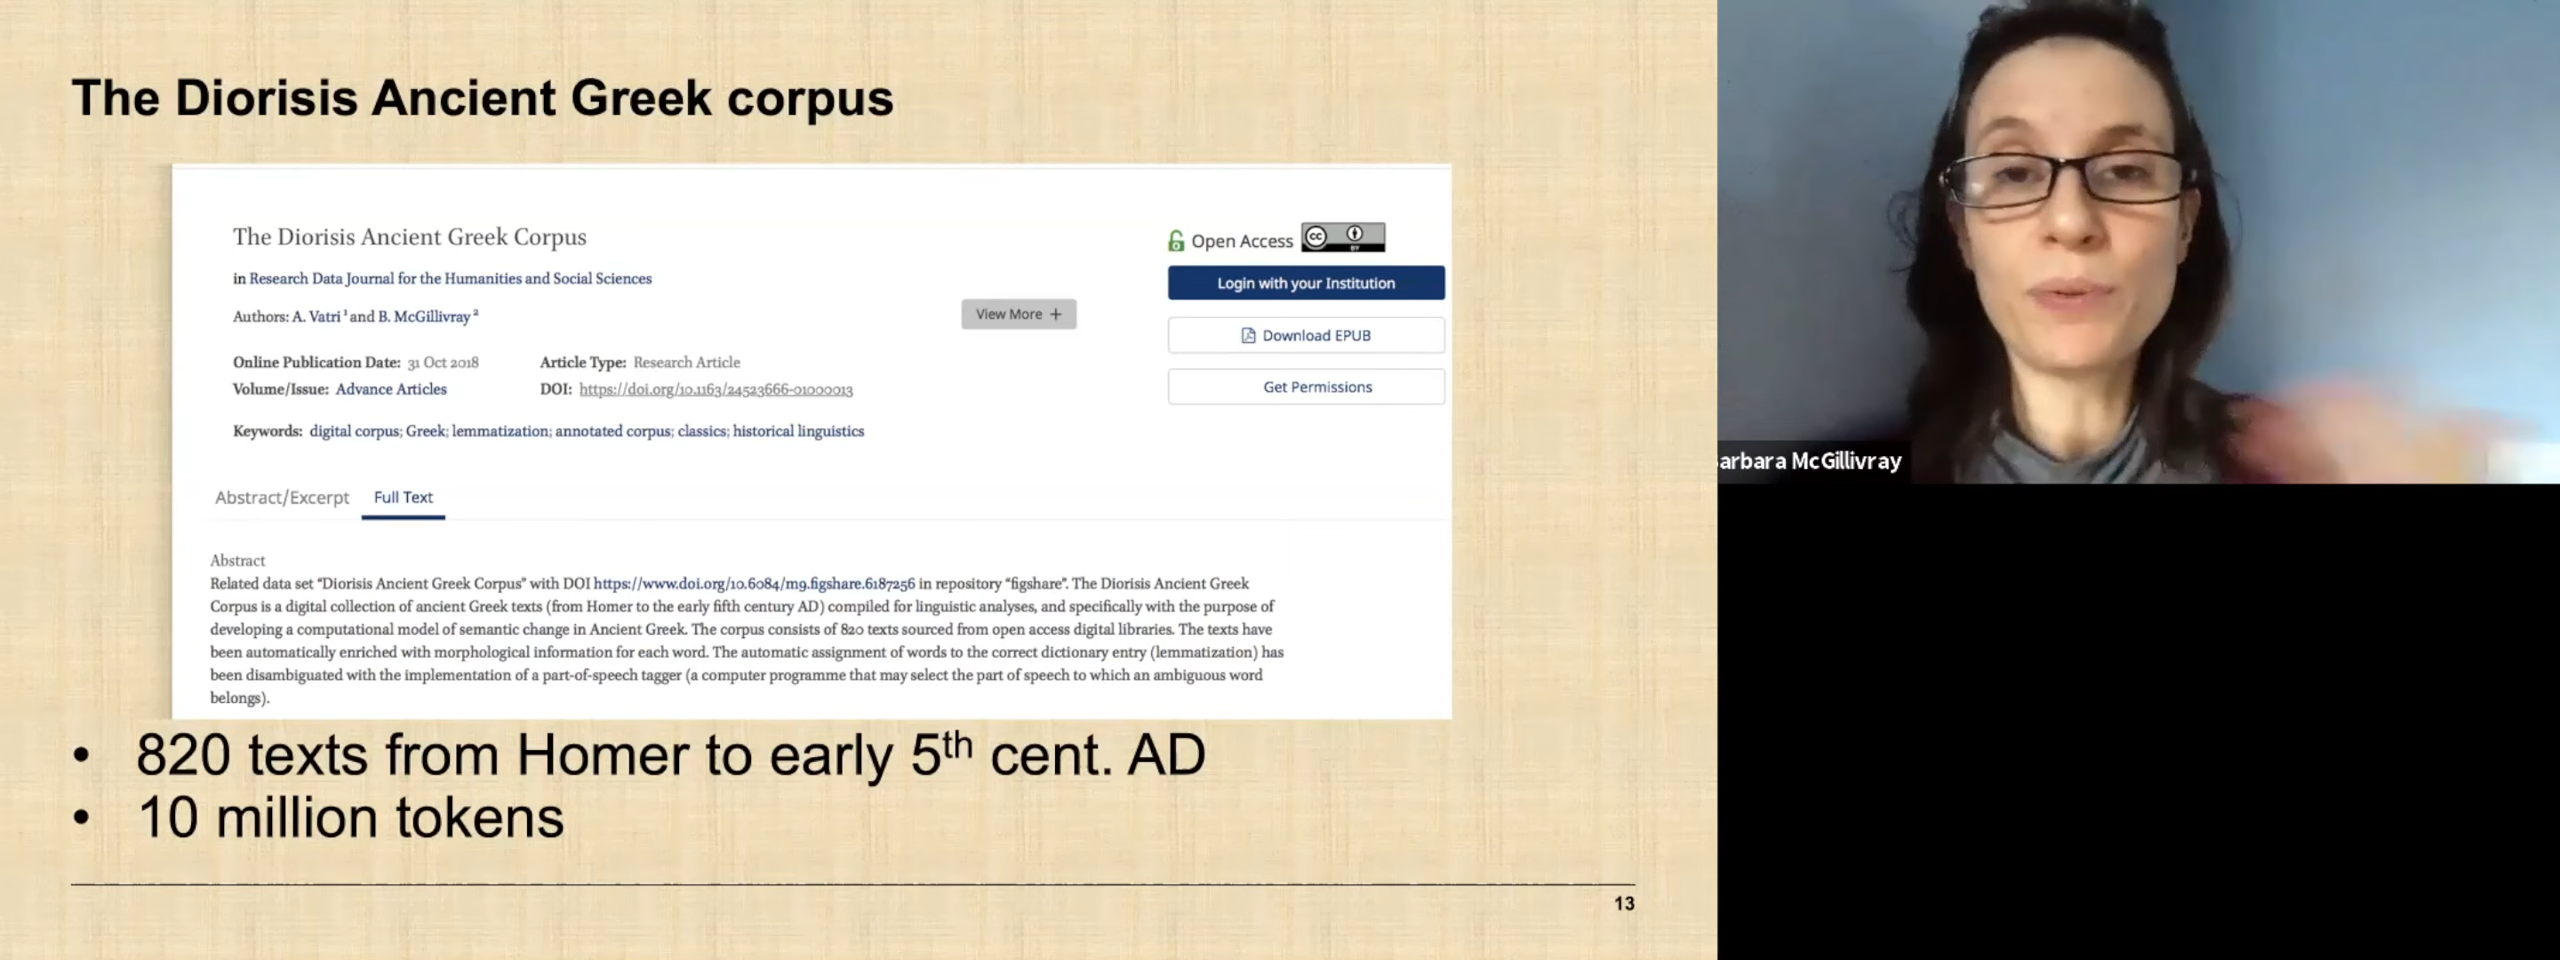 The Diorisis Ancient Greek corpus
The Diorisis Ancient Greek Corpus
in Research Data Journal for the Humanities and Social Sciences
Authors: A. Vatri 1 and B. McGillivray 2
View More +
Online Publication Date: 31 Oct 2018 Article Type: Research Article
Volume/Issue: Advance Articles DOI: https://doi.org/10.1163/24523666-01000013
Keywords: digital corpus; Greek; lemmatization; annotated corpus; classics; historical linguistics
Open Access cc BY
Login with your Institution
Download EPUB
Get Permissions
Abstract/Excerpt Full Text
Abstract
Related data set “Diorisis Ancient Greek Corpus” with DOI https://www.doi.org/10.6084/m9.figshare.6187256 in repository “figshare”. The Diorisis Ancient Greek
Corpus is a digital collection of ancient Greek texts (from Homer to the early fifth century AD) compiled for linguistic analyses, and specifically with the purpose of
developing a computational model of semantic change in Ancient Greek. The corpus consists of 820 texts sourced from open access digital libraries. The texts have
been automatically enriched with morphological information for each word. The automatic assignment of words to the correct dictionary entry (lemmatization) has
been disambiguated with the implementation of a part-of-speech tagger (a computer programme that may select the part of speech to which an ambiguous word
belongs).
• 820 texts from Homer to early 5th cent. AD
• 10 million tokens
13
arbara McGillivray